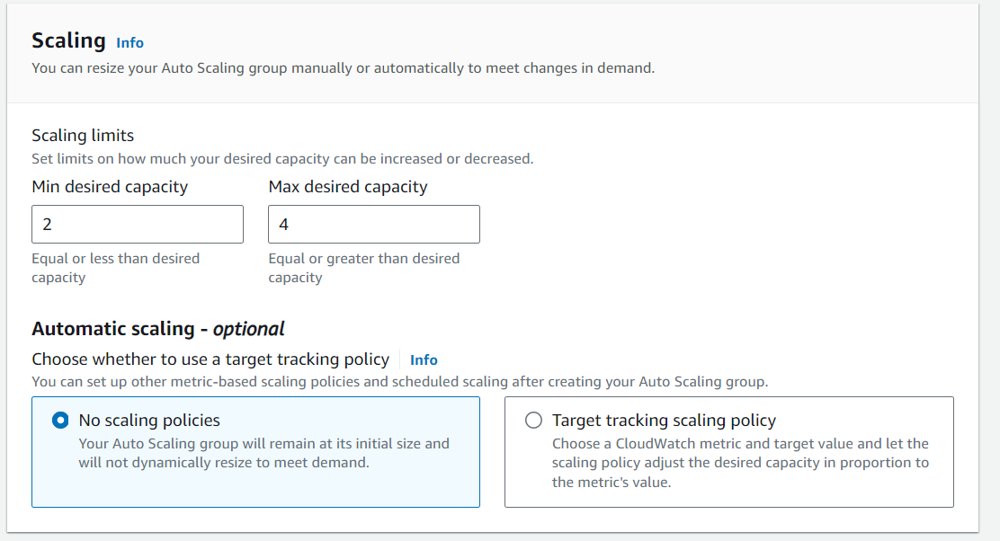 Scaling Info
You can resize your Auto Scaling group manually or automatically to meet changes in demand.
Scaling limits
Set limits on how much your desired capacity can be increased or decreased.
Min desired capacity
2
Equal or less than desired
capacity
Max desired capacity
4
Equal or greater than desired
capacity
Automatic scaling - optional
Choose whether to use a target tracking policy Info
You can set up other metric-based scaling policies and scheduled scaling after creating your Auto Scaling group.
No scaling policies
Your Auto Scaling group will remain at its initial size and
will not dynamically resize to meet demand.
Target tracking scaling policy
Choose a CloudWatch metric and target value and let the
scaling policy adjust the desired capacity in proportion to
the metric's value.